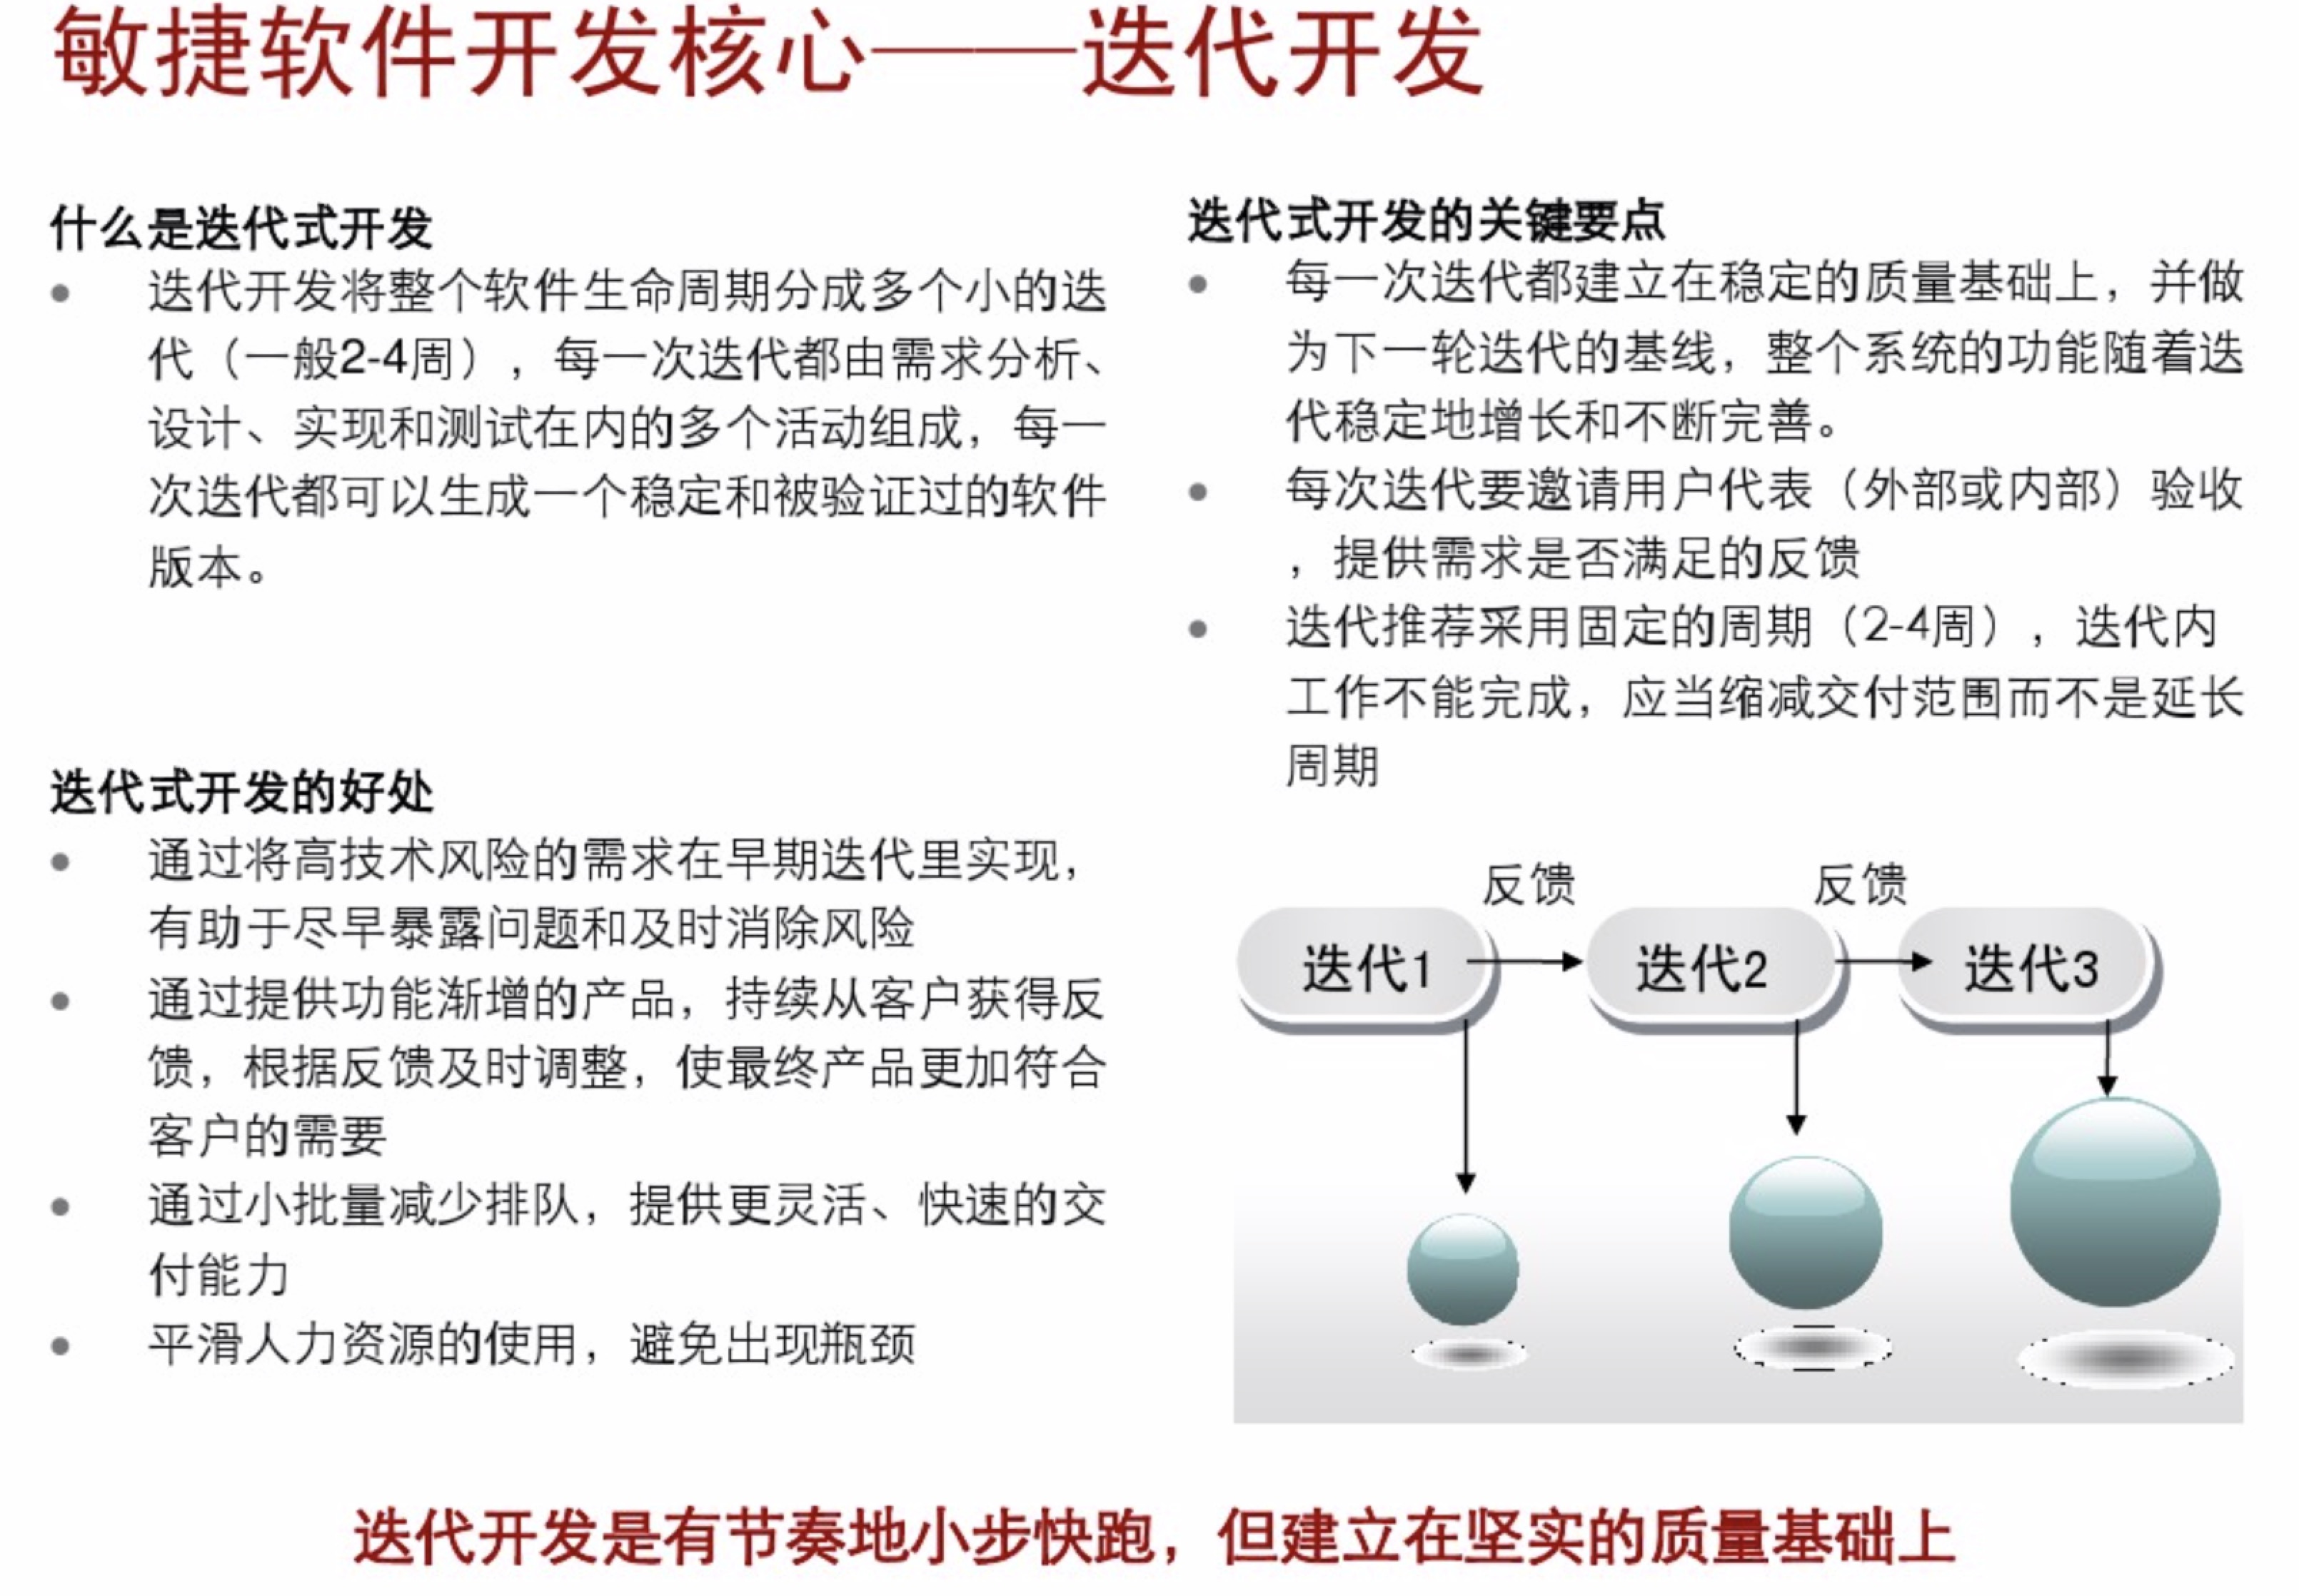 敏捷软件开发核心——迭代开发
什么是迭代式开发
● 迭代开发将整个软件生命周期分成多个小的迭
代（一般2-4周），每一次迭代都由需求分析、
设计、实现和测试在内的多个活动组成，每一
次迭代都可以生成一个稳定和被验证过的软件
版本。
迭代式开发的好处
● 通过将高技术风险的需求在早期迭代里实现，
有助于尽早暴露问题和及时消除风险
● 通过提供功能渐增的产品，持续从客户获得反
馈，根据反馈及时调整，使最终产品更加符合
客户的需要
● 通过小批量减少排队，提供更灵活、快速的交
付能力
● 平滑人力资源的使用，避免出现瓶颈
迭代式开发的关键要点
● 每一次迭代都建立在稳定的质量基础上，并做
为下一轮迭代的基线，整个系统的功能随着迭
代稳定地增长和不断完善。
● 每次迭代要邀请用户代表（外部或内部）验收
，提供需求是否满足的反馈
● 迭代推荐采用固定的周期（2-4周），迭代内
工作不能完成，应当缩减交付范围而不是延长
周期
反馈
反馈
迭代1
迭代2
迭代3
迭代开发是有节奏地小步快跑，但建立在坚实的质量基础上